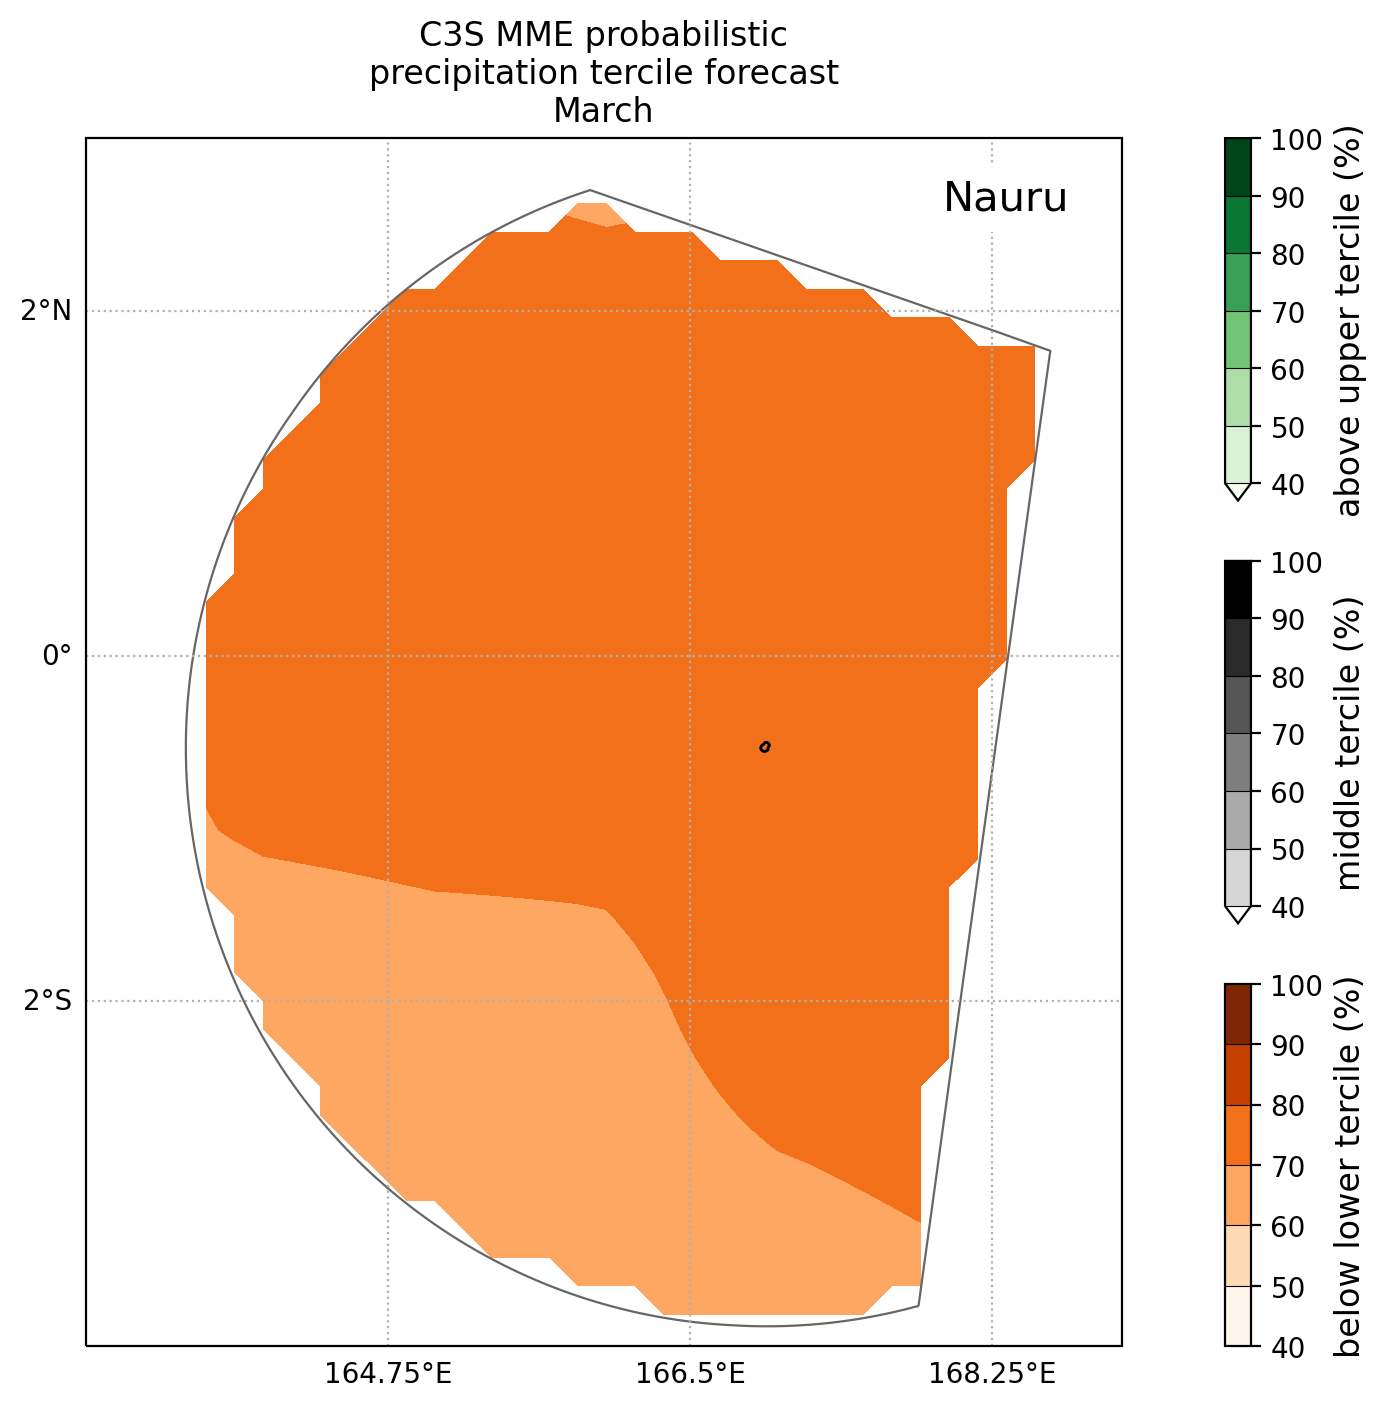 C3S MME probabilistic
precipitation tercile forecast
March
Nauru
2°N
0°
2°S
164.75°E
166.5°E
168.25°E
100
90
80
70
60
50
40
above upper tercile (%)
100
90
80
70
60
50
40
middle tercile (%)
100
90
80
70
60
50
40
below lower tercile (%)